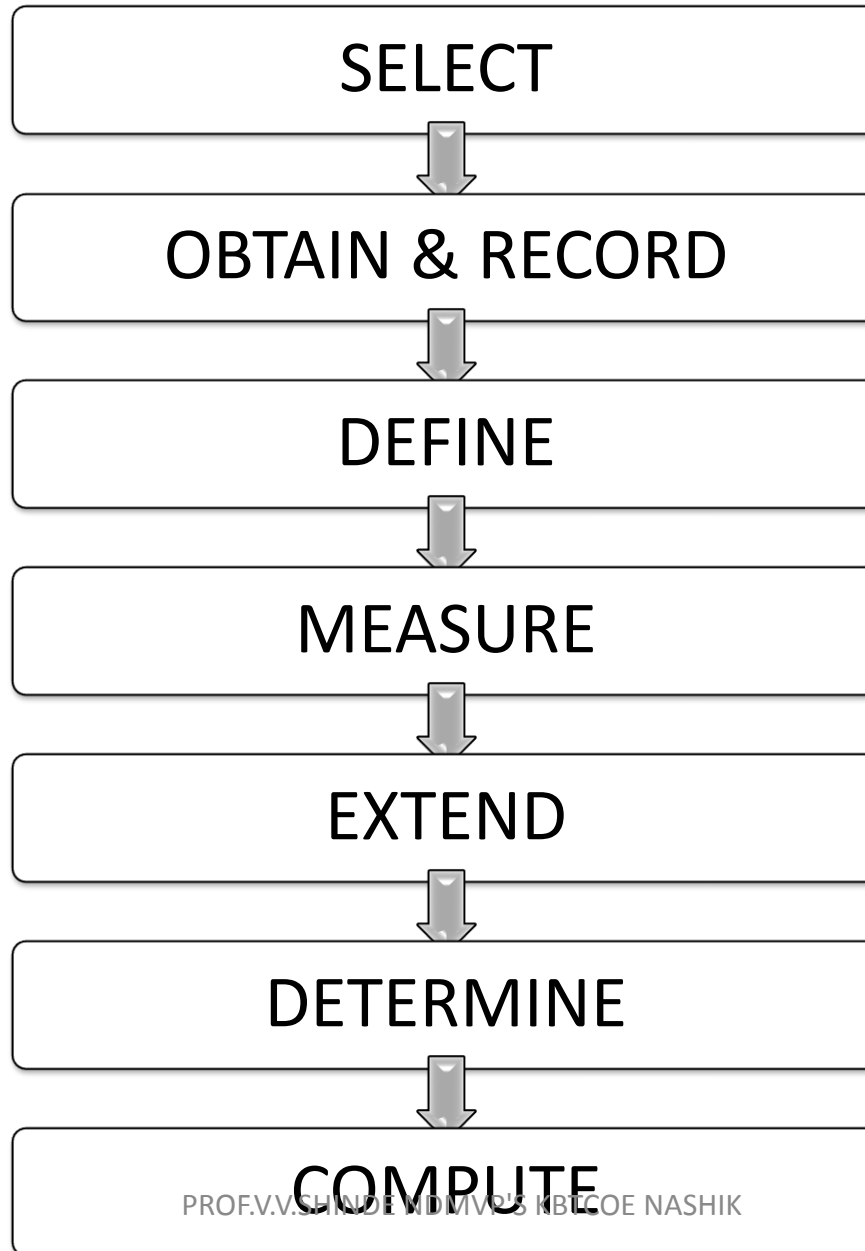 SELECT
OBTAIN & RECORD
DEFINE
MEASURE
EXTEND
DETERMINE
COMPUTE
PROF.V.V.SHINDE NDMVP'S KBTCOE NASHIK